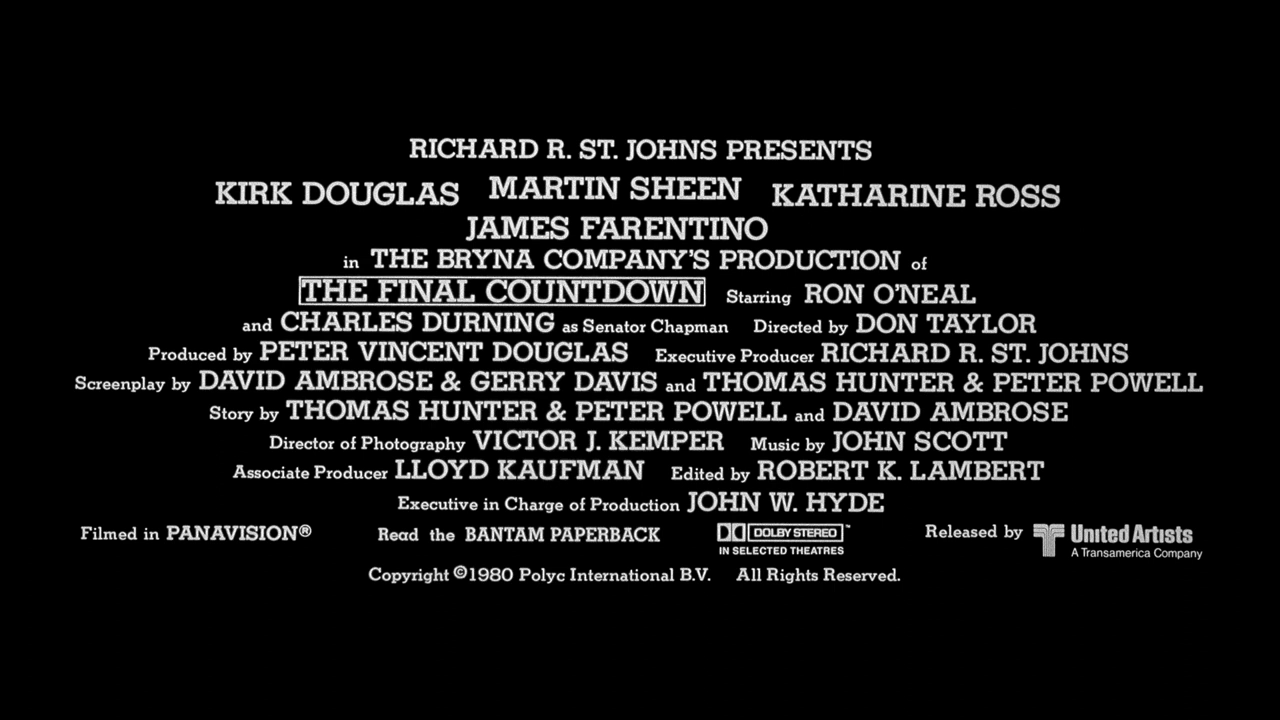 RICHARD R. ST. JOHNS PRESENTS
KIRK DOUGLAS MARTIN SHEEN KATHARINE ROSS
JAMES FARENTINO
in THE BRYNA COMPANY'S PRODUCTION of
THE FINAL COUNTDOWN Starring RON O'NEAL
and CHARLES DURNING as Senator Chapman Directed by DON TAYLOR
Produced by PETER VINCENT DOUGLAS Executive Producer RICHARD R. ST. JOHNS
Screenplay by DAVID AMBROSE & GERRY DAVIS and THOMAS HUNTER & PETER POWELL
Story by THOMAS HUNTER & PETER POWELL and DAVID AMBROSE
Director of Photography VICTOR J. KEMPER Music by JOHN SCOTT
Associate Producer LLOYD KAUFMAN Edited by ROBERT K. LAMBERT
Executive in Charge of Production JOHN W. HYDE
Filmed in PANAVISION® Read the BANTAM PAPERBACK DOLBY STEREO™ Released by United Artists
IN SELECTED THEATRES A Transamerica Company
Copyright ©1980 Polyc International B.V. All Rights Reserved.